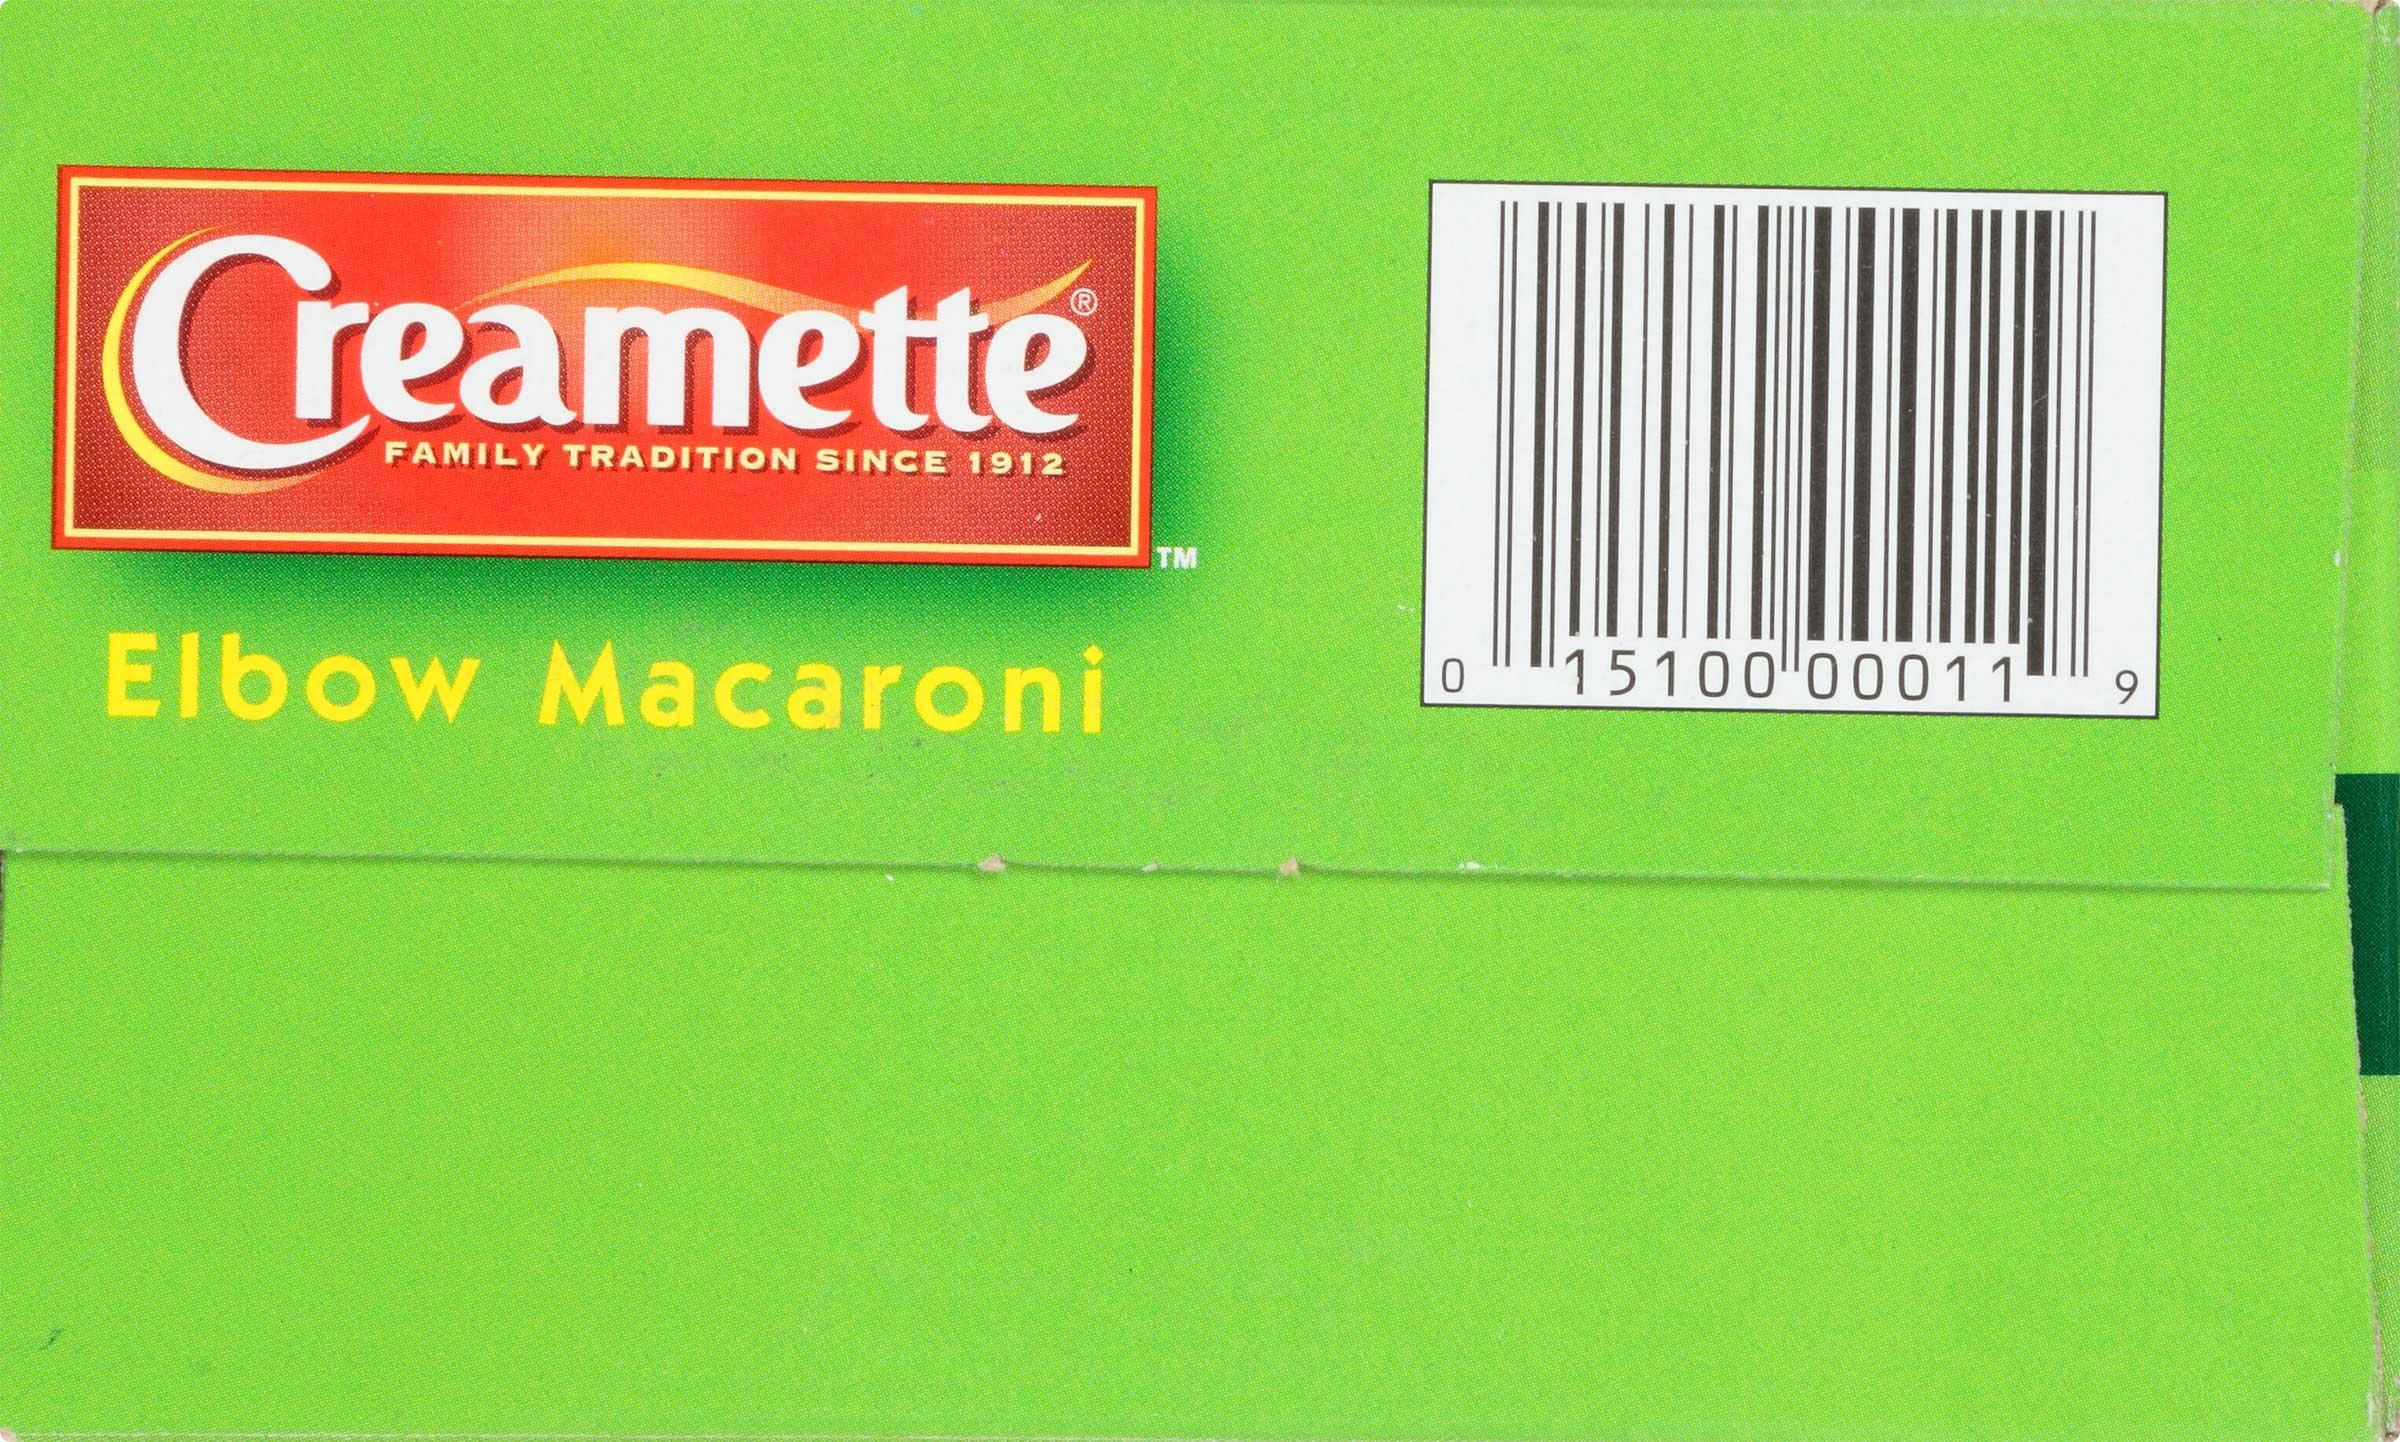 Creamette®
FAMILY TRADITION SINCE 1912
TM
Elbow Macaroni
0 15100 00011 9